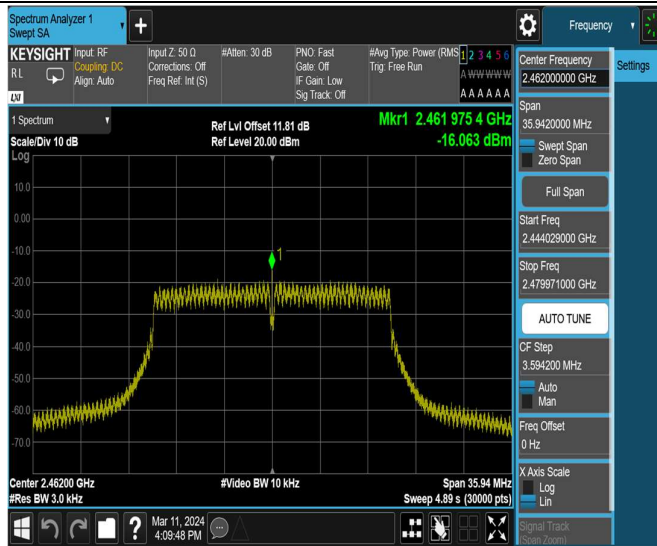 Spectrum Analyzer 1
Swept SA
Frequency
KEYSIGHT
RL
LXI
Input: RF
Coupling: DC
Align: Auto
Input Z: 50 Ω
Corrections: Off
Freq Ref: Int (S)
#Atten: 30 dB
PNO: Fast
Gate: Off
IF Gain: Low
Sig Track: Off
#Avg Type: Power (RMS
Trig: Free Run
1 2 3 4 5 6
A W W W W W
A A A A A A
1 Spectrum
Scale/Div 10 dB
Log
Ref Lvl Offset 11.81 dB
Ref Level 20.00 dBm
Mkr1 2.461 975 4 GHz
-16.063 dBm
10.0
0.00
-10.0
-20.0
-30.0
-40.0
-50.0
-60.0
-70.0
1
Center 2.46200 GHz
#Res BW 3.0 kHz
#Video BW 10 kHz
Span 35.94 MHz
Sweep 4.89 s (30000 pts)
Mar 11, 2024
4:09:48 PM
Center Frequency
2.462000000 GHz
Span
35.9420000 MHz
Swept Span
Zero Span
Full Span
Start Freq
2.444029000 GHz
Stop Freq
2.479971000 GHz
AUTO TUNE
CF Step
3.594200 MHz
Auto
Man
Freq Offset
0 Hz
X Axis Scale
Log
Lin
Signal Track
(Span Zoom)
Settings